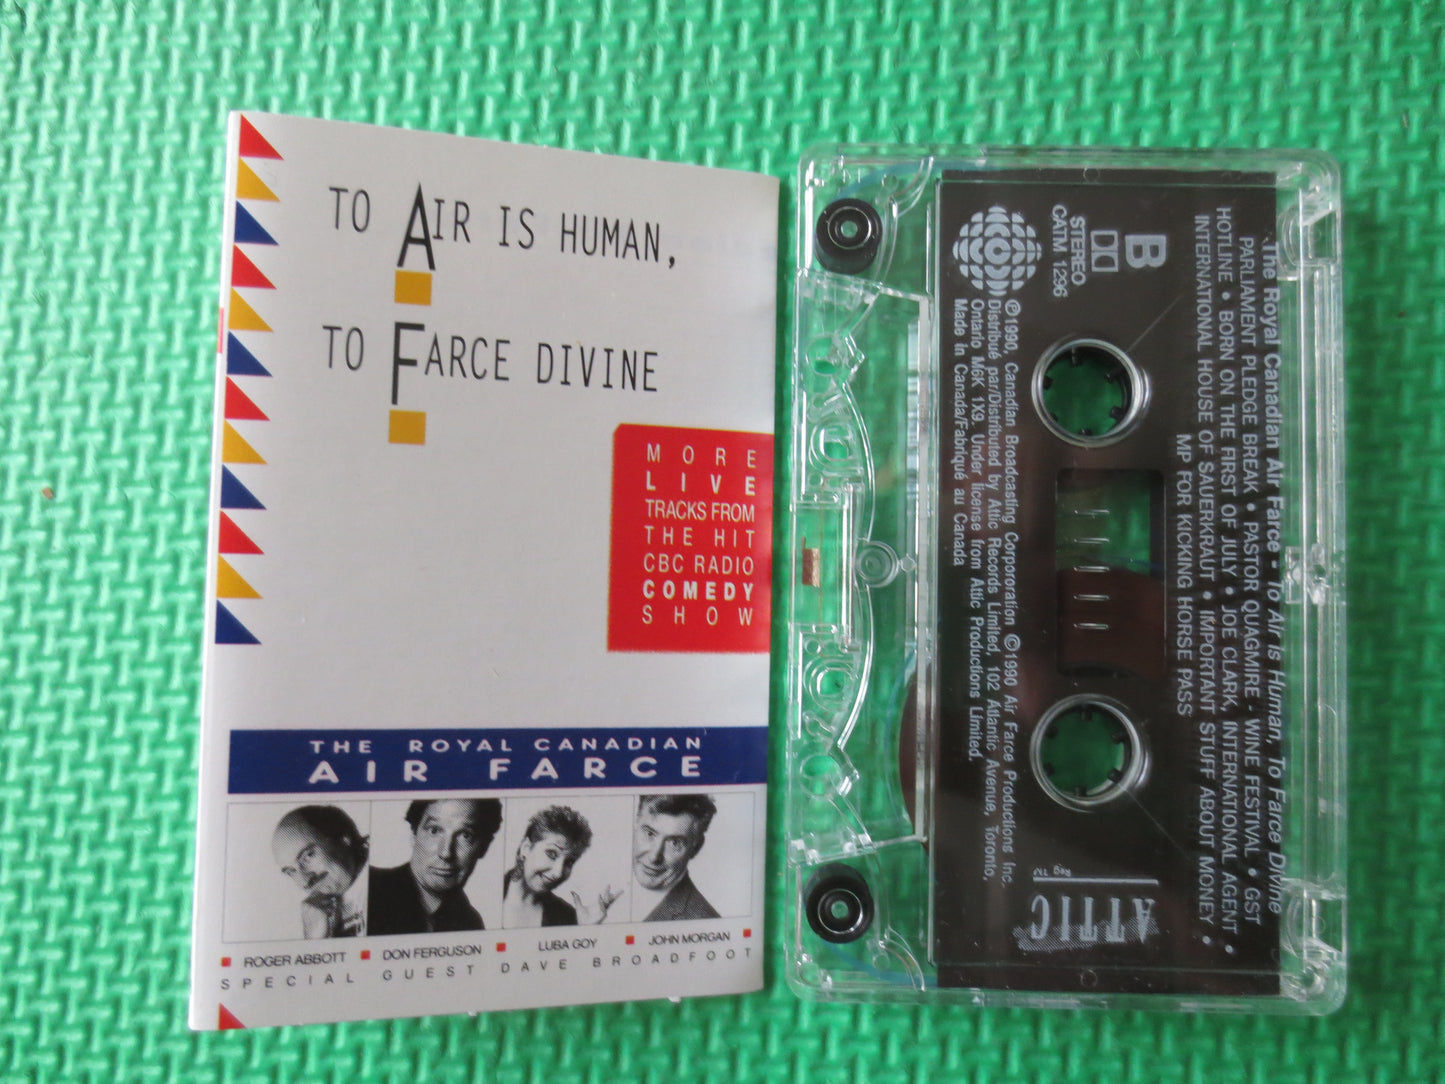 TO AIR IS HUMAN,
TO FARCE DIVINE
MORE
LIVE
TRACKS FROM
THE HIT
CBC RADIO
COMEDY
SHOW
THE ROYAL CANADIAN
AIR FARCE
ROGER ABBOTT DON FERGUSON LUBA GOY JOHN MORGAN
SPECIAL GUEST DAVE BROADFOOT
The Royal Canadian Air Farce - To Air Is Human, To Farce Divine
PARLIAMENT PLEDGE BREAK • PASTOR QUAGMIRE • WINE FESTIVAL • GST
HOTLINE • BORN ON THE FIRST OF JULY • JOE CLARK, INTERNATIONAL AGENT •
INTERNATIONAL HOUSE OF SAUERKRAUT • IMPORTANT STUFF ABOUT MONEY •
MP FOR KICKING HORSE PASS
B
STEREO
CATM 1296
ATTIC
Reg. TM
℗1990, Canadian Broadcasting Corpororation ©1990 Air Farce Productions Inc.
Distribué par/Distributed by Attic Records Limited, 102 Atlantic Avenue, Toronto,
Ontario M6K 1X9. Under license from Attic Productions Limited.
Made in Canada/Fabriqué au Canada